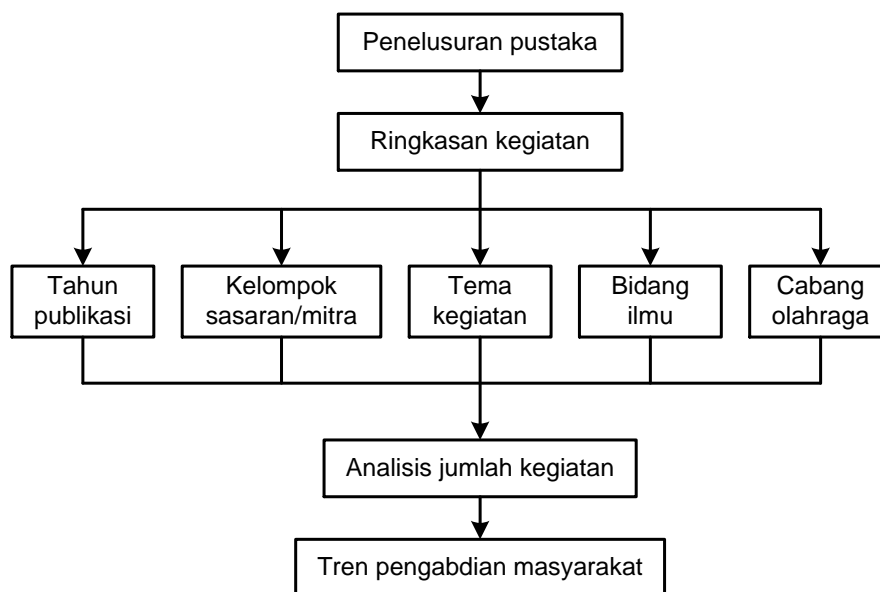 Penelusuran pustaka
Ringkasan kegiatan
Tahun
publikasi
Kelompok
sasaran/mitra
Tema
kegiatan
Bidang
ilmu
Cabang
olahraga
Analisis jumlah kegiatan
Tren pengabdian masyarakat